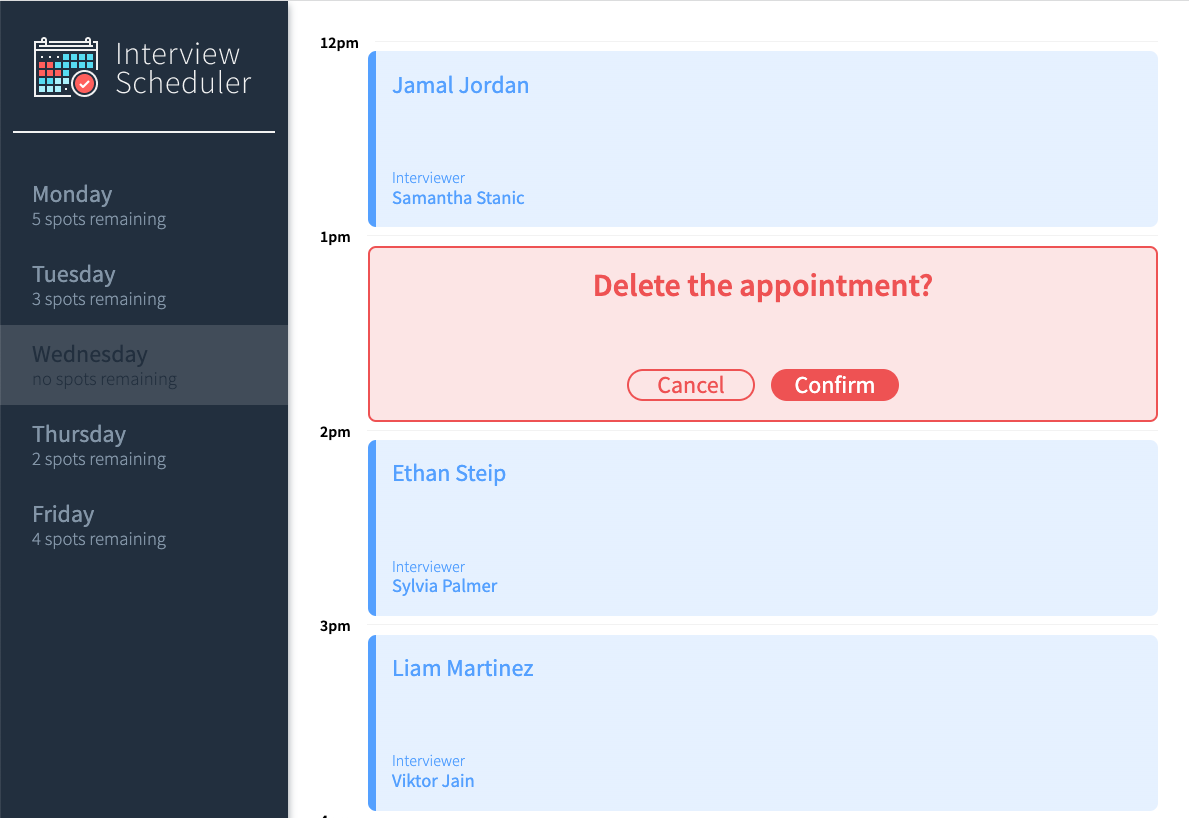 Interview
Scheduler
Monday
5 spots remaining
Tuesday
3 spots remaining
Wednesday
no spots remaining
Thursday
2 spots remaining
Friday
4 spots remaining
12pm
Jamal Jordan
Interviewer
Samantha Stanic
1pm
Delete the appointment?
Cancel Confirm
2pm
Ethan Steip
Interviewer
Sylvia Palmer
3pm
Liam Martinez
Interviewer
Viktor Jain